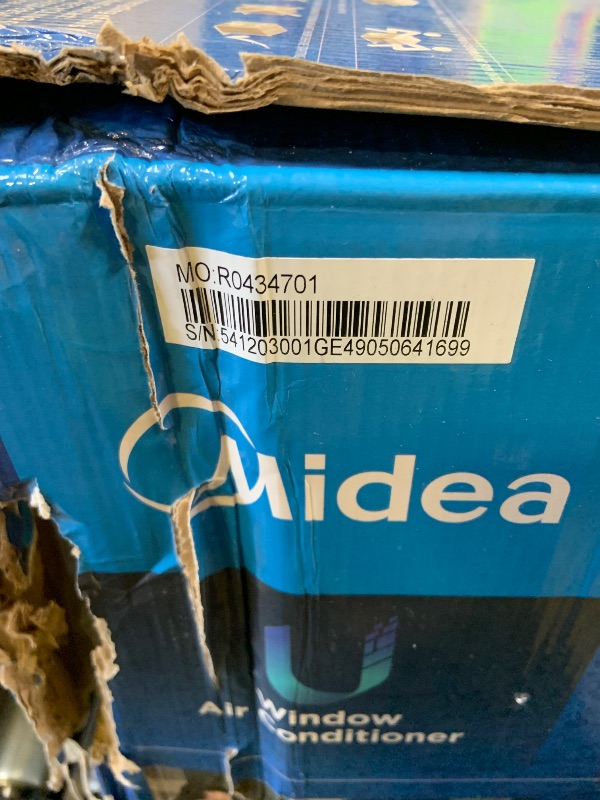 MO:R0434701
S/N:541203001GE49050641699
Midea
U
Air Window
Conditioner